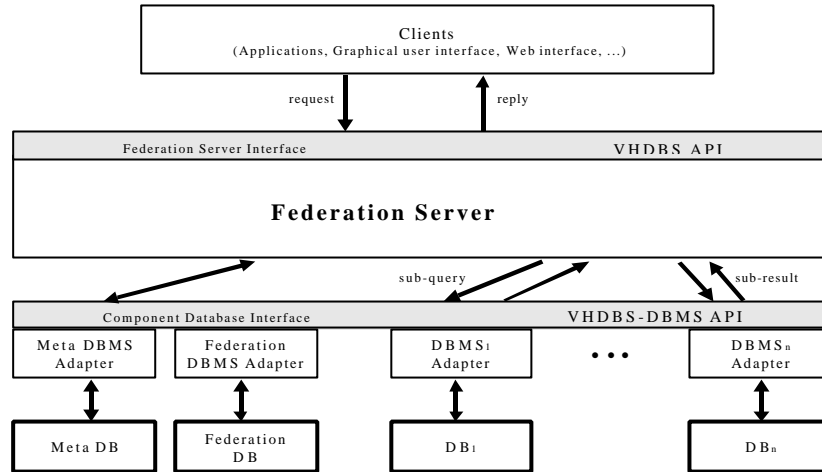 Clients
(Applications, Graphical user interface, Web interface, ...)
request
reply
Federation Server Interface
VHDBS API
Federation Server
sub-query
sub-result
Component Database Interface
VHDBS-DBMS API
Meta DBMS
Adapter
Federation
DBMS Adapter
DBMS1
Adapter
• • •
DBMSn
Adapter
Meta DB
Federation
DB
DB1
DBn